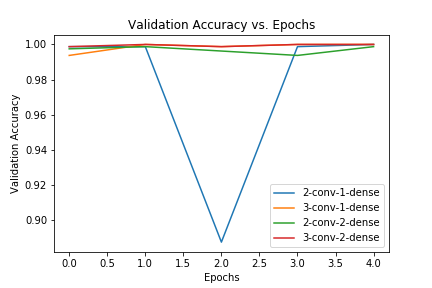 Validation Accuracy vs. Epochs
Validation Accuracy
1.00
0.98
0.96
0.94
0.92
0.90
0.0 0.5 1.0 1.5 2.0 2.5 3.0 3.5 4.0
Epochs
2-conv-1-dense
3-conv-1-dense
2-conv-2-dense
3-conv-2-dense